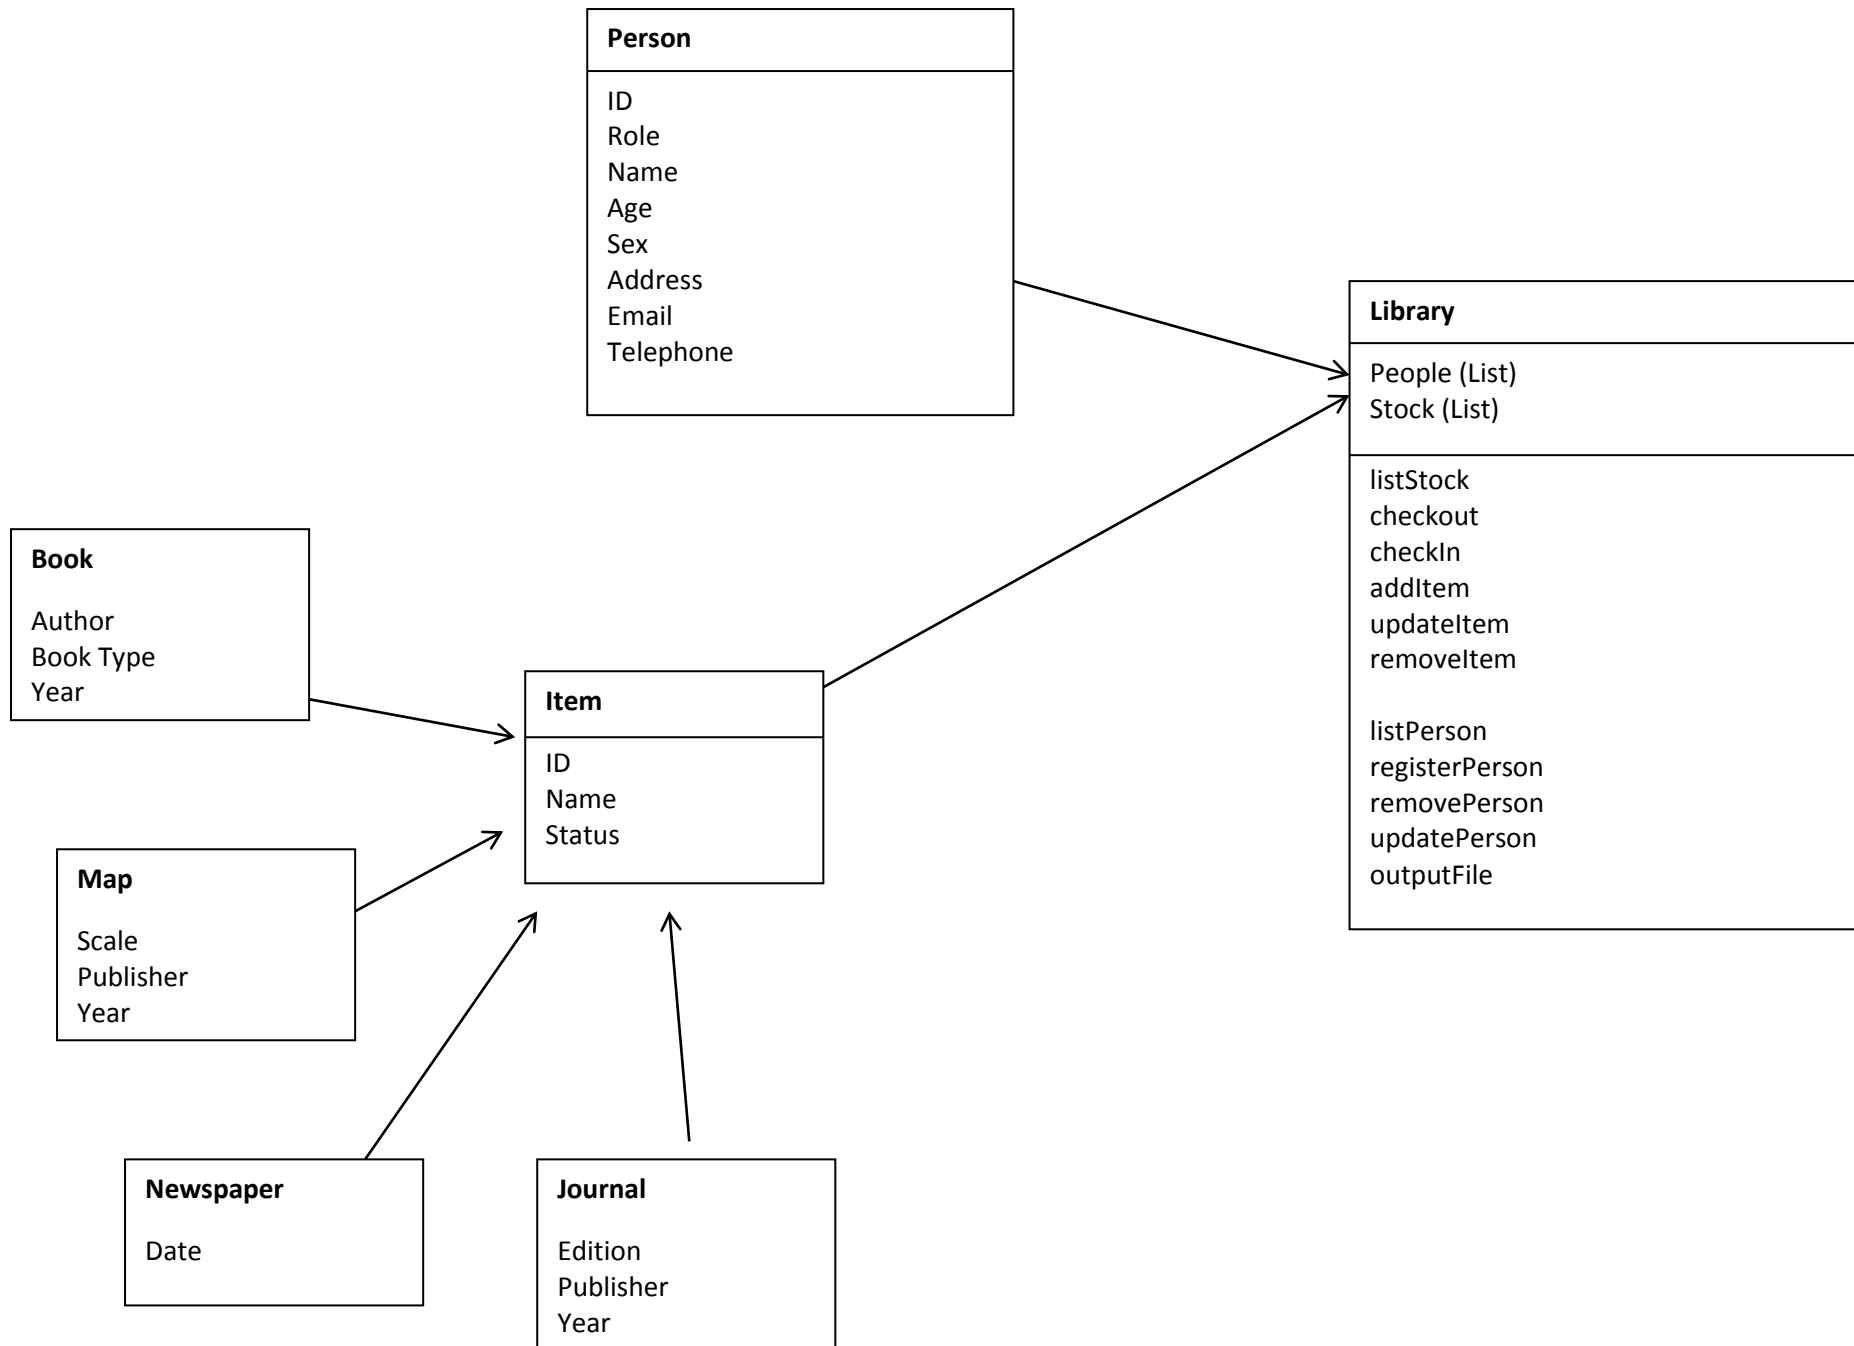 Person
ID
Role
Name
Age
Sex
Address
Email
Telephone
Library
People (List)
Stock (List)
listStock
checkout
checkIn
addItem
updateItem
removeItem
listPerson
registerPerson
removePerson
updatePerson
outputFile
Book
Author
Book Type
Year
Item
ID
Name
Status
Map
Scale
Publisher
Year
Newspaper
Date
Journal
Edition
Publisher
Year